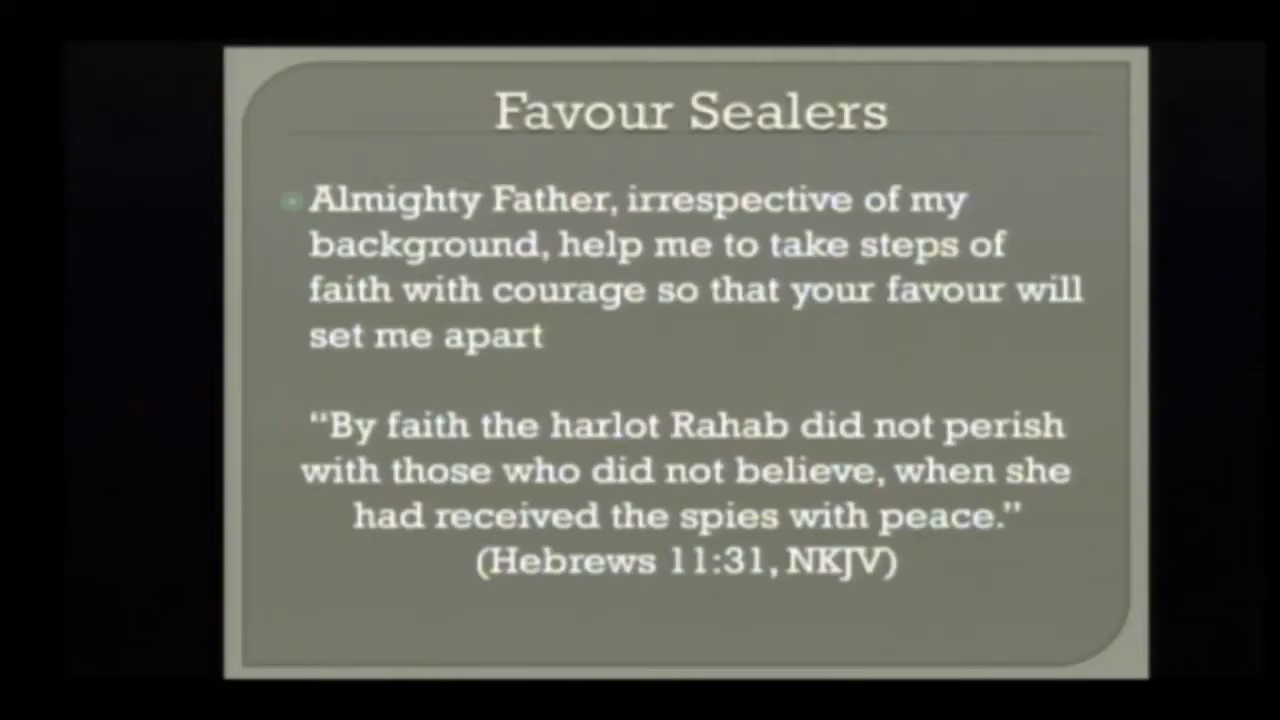 Favour Sealers
Almighty Father, irrespective of my
background, help me to take steps of
faith with courage so that your favour will
set me apart
“By faith the harlot Rahab did not perish
with those who did not believe, when she
had received the spies with peace.”
(Hebrews 11:31, NKJV)